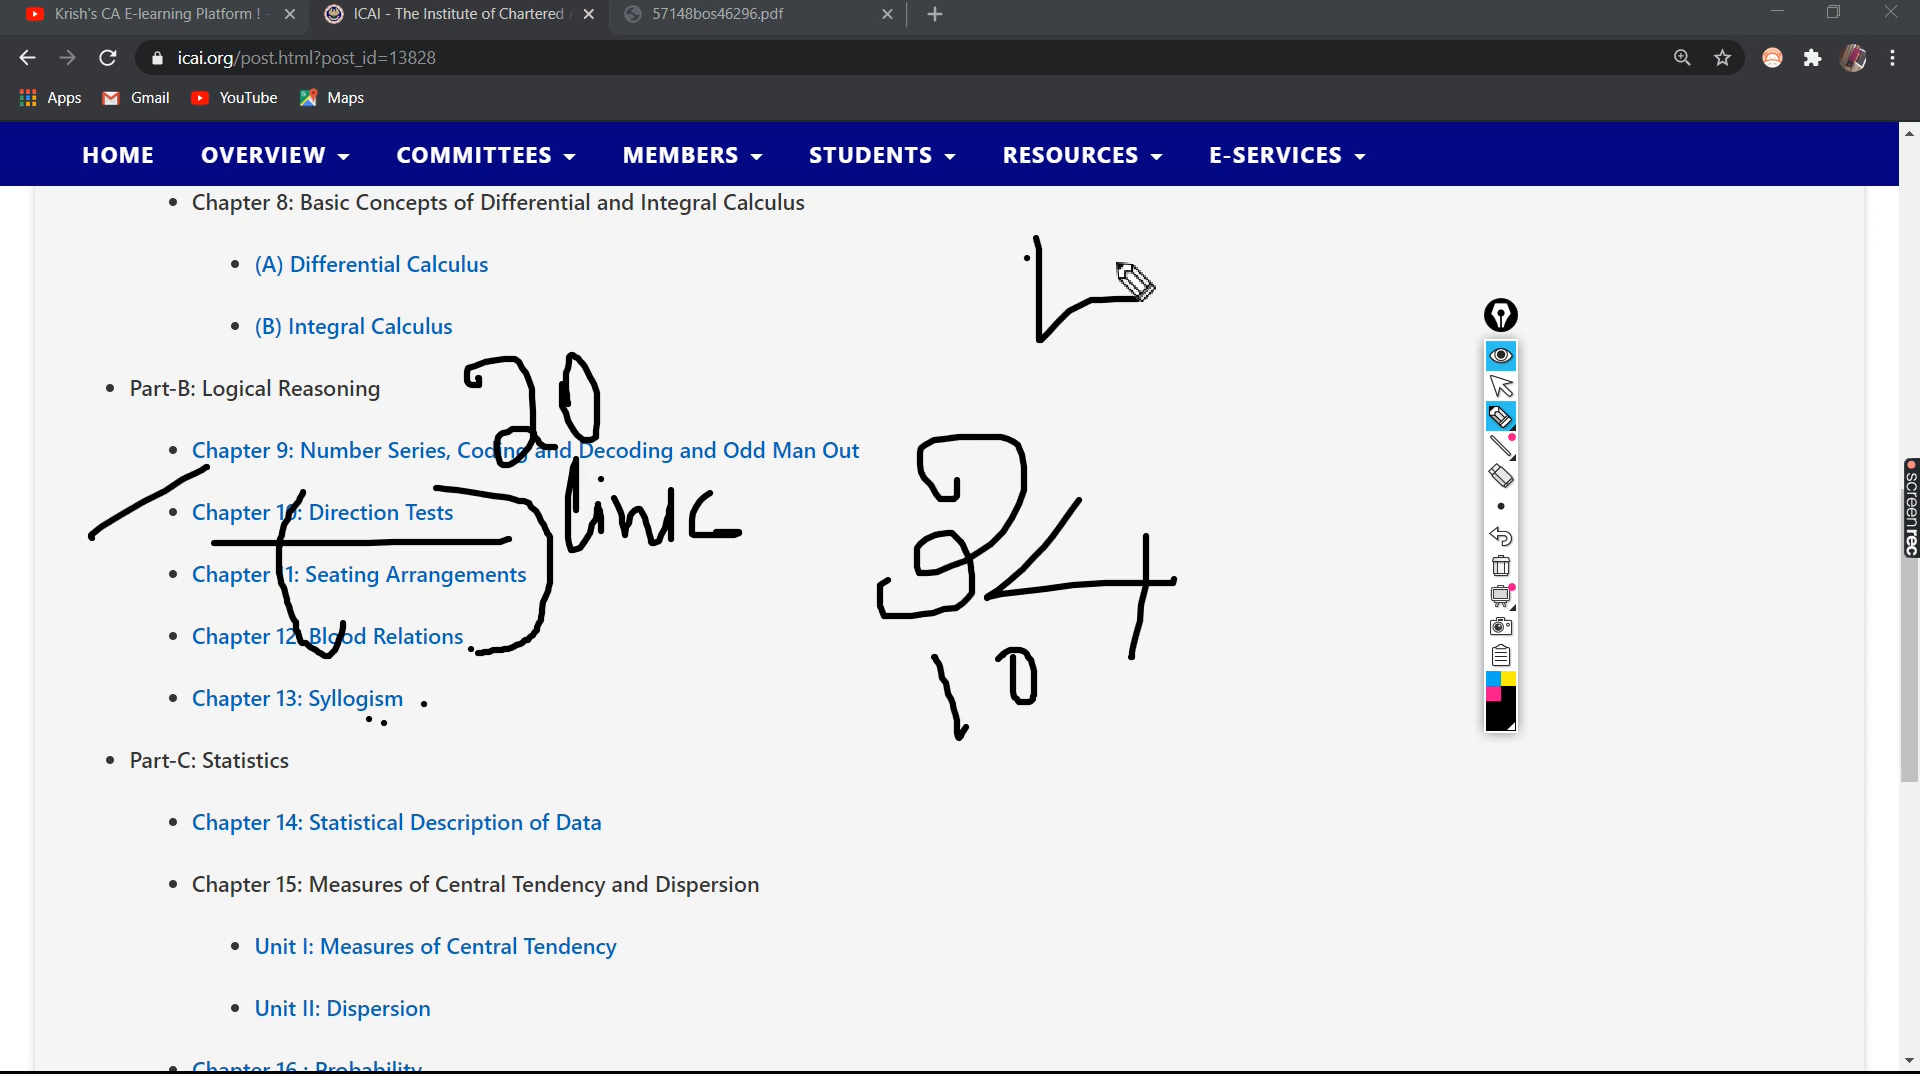 Krish's CA E-learning Platform ! -
ICAI - The Institute of Chartered A
57148bos46296.pdf
icai.org/post.html?post_id=13828
Apps Gmail YouTube Maps
HOME OVERVIEW COMMITTEES MEMBERS STUDENTS RESOURCES E-SERVICES
Chapter 8: Basic Concepts of Differential and Integral Calculus
(A) Differential Calculus
(B) Integral Calculus
20
Part-B: Logical Reasoning
Chapter 9: Number Series, Coding and Decoding and Odd Man Out
Chapter 10: Direction Tests
Chapter 11: Seating Arrangements
Chapter 12: Blood Relations
10
Chapter 13: Syllogism
Part-C: Statistics
Chapter 14: Statistical Description of Data
Chapter 15: Measures of Central Tendency and Dispersion
Unit I: Measures of Central Tendency
Unit II: Dispersion
Chapter 16 : Probability
screenrec